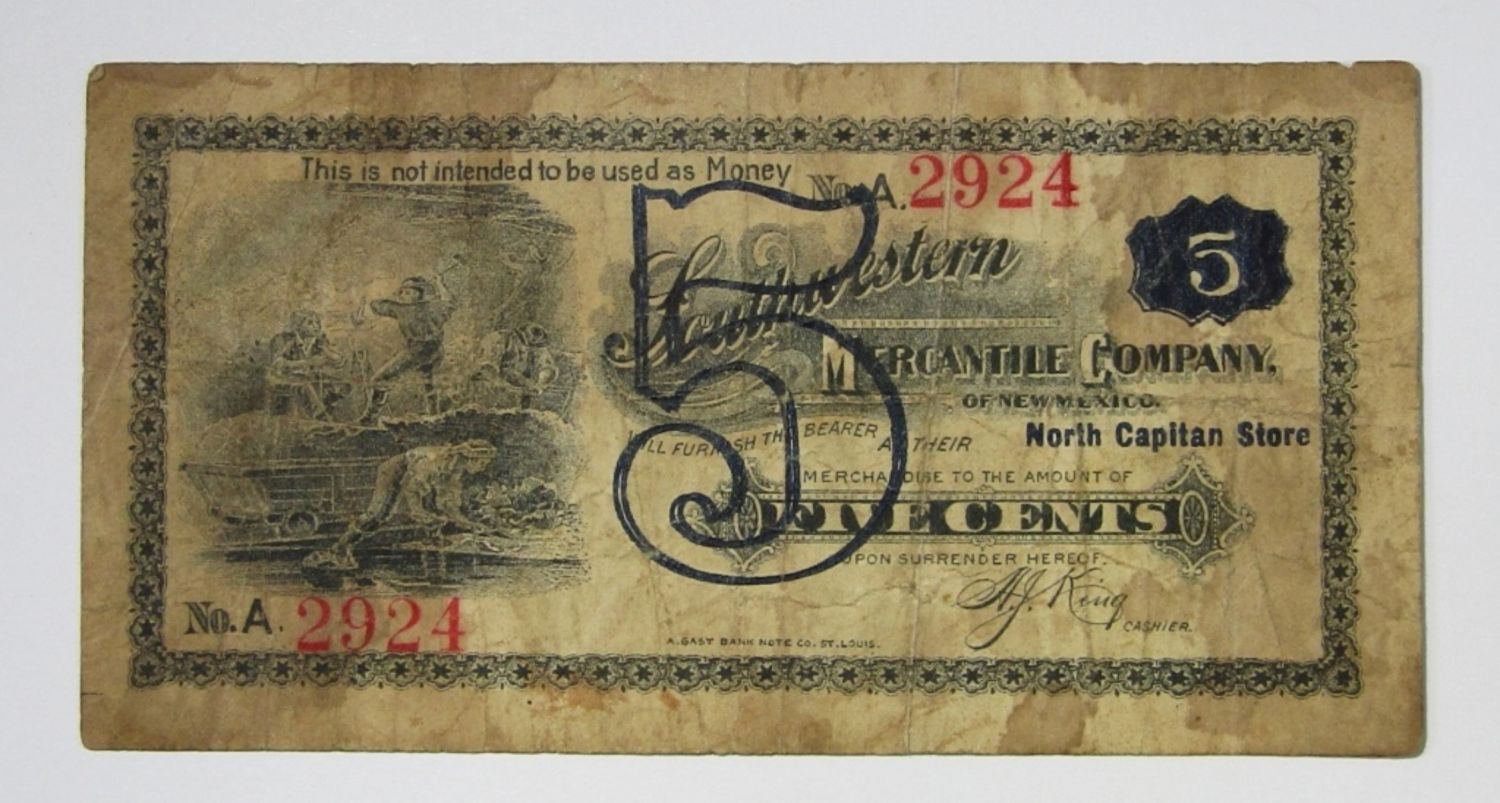 This is not intended to be used as Money
No. A. 2924
5
5
Southwestern
MERCANTILE COMPANY,
OF NEW MEXICO.
WILL FURNISH THE BEARER AT THEIR North Capitan Store
MERCHANDISE TO THE AMOUNT OF
FIVE CENTS
UPON SURRENDER HEREOF.
A.J. King
CASHIER.
No. A. 2924
A. GAST BANK NOTE CO. ST. LOUIS.